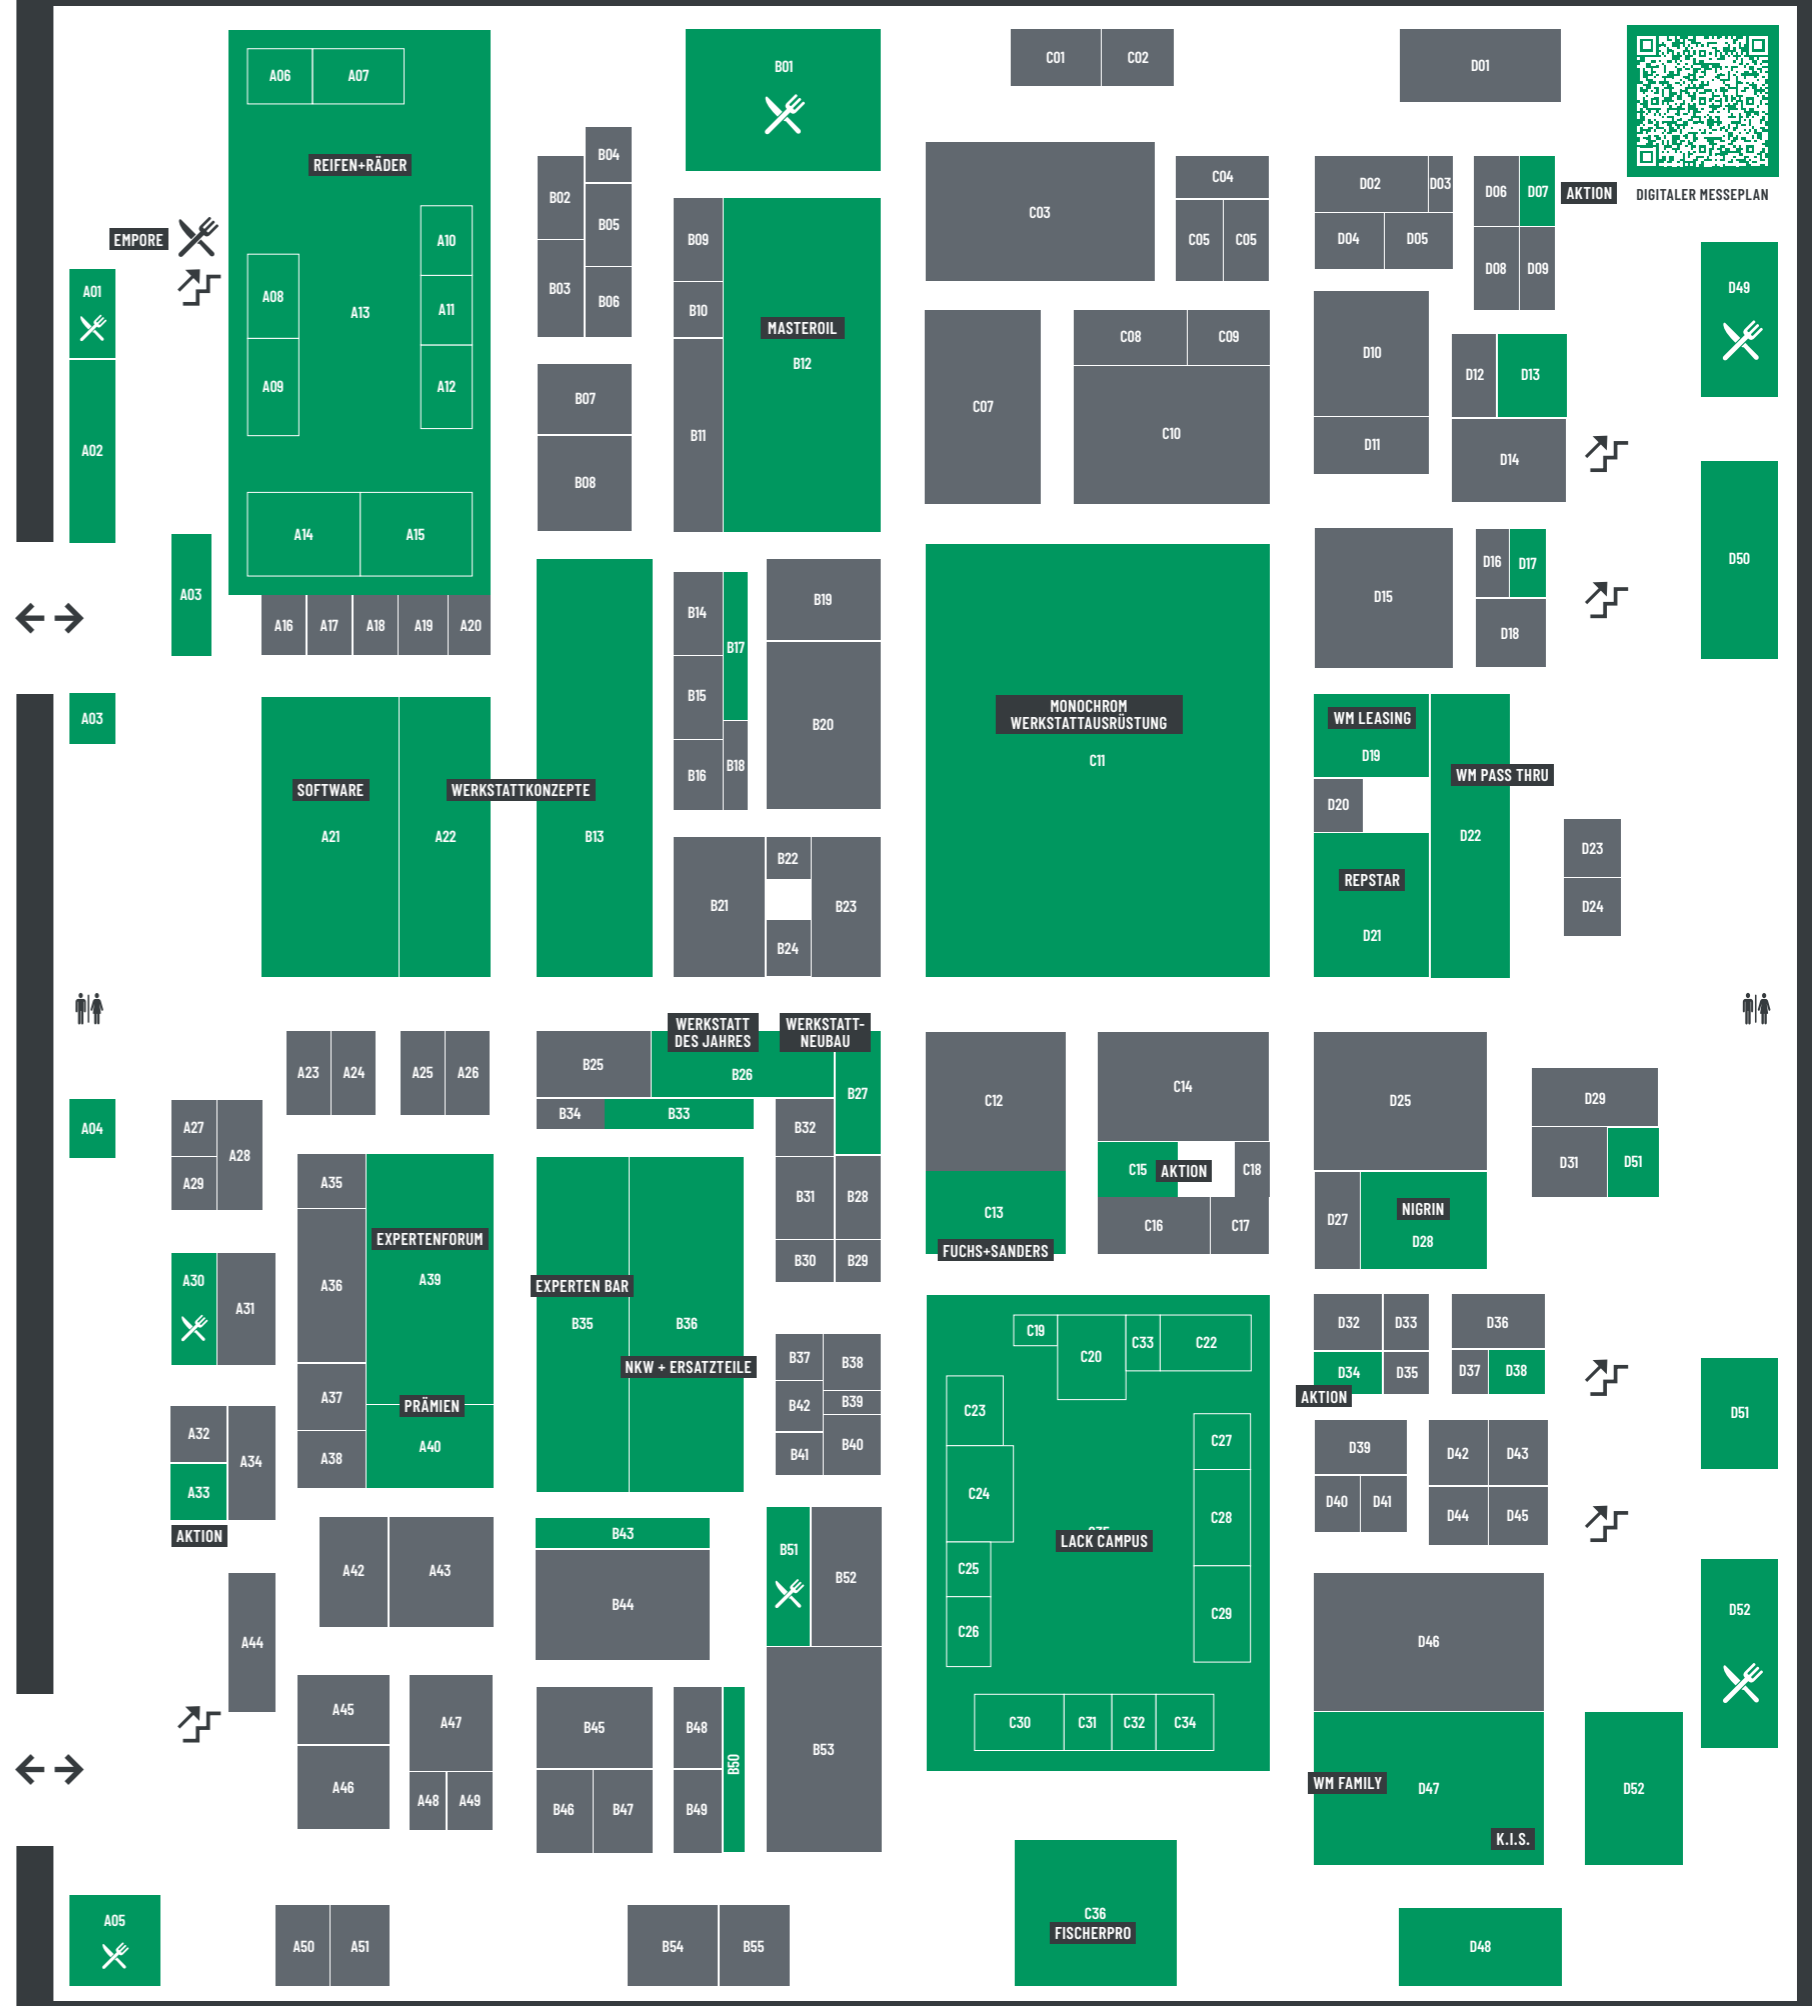 A06
A07
REIFEN+RÄDER
EMPORE
A01
A02
A03
A08
A09
A10
A11
A12
A13
A14
A15
A16
A17
A18
A19
A20
A03
SOFTWARE
A21
WERKSTATTKONZEPTE
A22
B13
A23
A24
A25
A26
A04
A27
A28
A29
A30
A31
A32
A33
A34
AKTION
A35
A36
A37
A38
EXPERTENFORUM
A39
PRÄMIEN
A40
A42
A43
A44
A45
A46
A47
A48
A49
A05
A50
A51
B01
B02
B03
B04
B05
B06
B07
B08
B09
B10
B11
MASTEROIL
B12
B14
B15
B16
B17
B18
B19
B20
B21
B22
B23
B24
WERKSTATT
DES JAHRES
WERKSTATT-
NEUBAU
B25
B26
B27
B34
B33
B32
B31
B28
B30
B29
EXPERTEN BAR
B35
B36
NKW + ERSATZTEILE
B37
B38
B39
B42
B40
B41
B43
B44
B51
B52
B45
B46
B47
B48
B49
B50
B53
B54
B55
C01
C02
C03
C04
C05
C05
C07
C08
C09
C10
MONOCHROM
WERKSTATTAUSRÜSTUNG
C11
C12
C13
FUCHS+SANDERS
C14
C15
AKTION
C18
C16
C17
C19
C20
C33
C22
C23
C24
C25
C26
C27
C28
C29
LACK CAMPUS
C30
C31
C32
C34
C36
FISCHERPRO
D01
D02
D03
D04
D05
D06
D07
AKTION
D08
D09
DIGITALER MESSEPLAN
D49
D10
D11
D12
D13
D14
D50
D15
D16
D17
D18
WM LEASING
D19
D20
REPSTAR
D21
WM PASS THRU
D22
D23
D24
D25
D27
NIGRIN
D28
D29
D31
D51
D32
D33
D34
D35
AKTION
D36
D37
D38
D51
D39
D40
D41
D42
D43
D44
D45
D46
D52
WM FAMILY
D47
K.I.S.
D52
D48